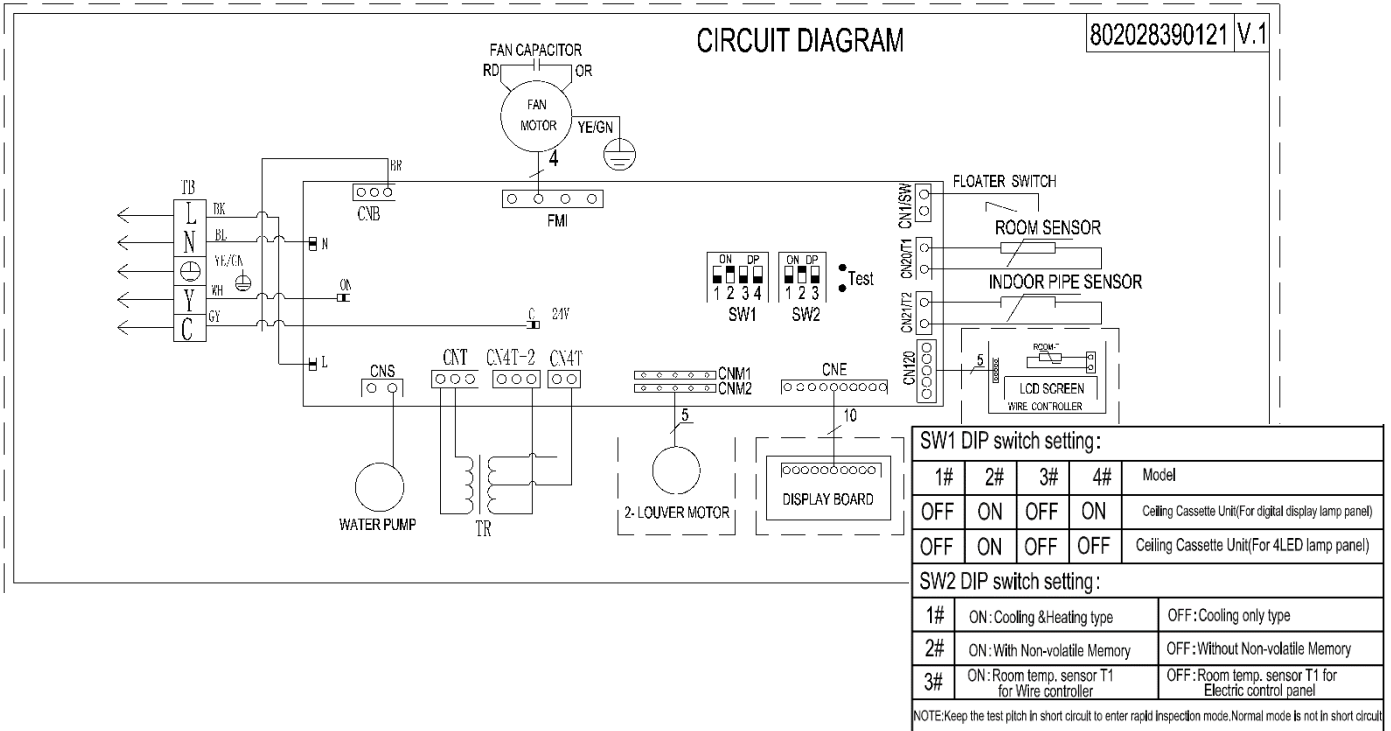 CIRCUIT DIAGRAM
802028390121 V.1
FAN CAPACITOR
RD OR
FAN
MOTOR
YE/GN
4
FMI
TB
L BK
N BL
YE/GN
Y WH
C GY
BR
CNB
N
ON
C 24V
L
CNS
CNT CN4T-2 CN4T
WATER PUMP
TR
CNM1
CNM2
5
2- LOUVER MOTOR
CNE
10
DISPLAY BOARD
ON DP
1 2 3 4
SW1
ON DP
1 2 3
SW2
Test
CN1/SW
FLOATER SWITCH
CN20/T1
ROOM SENSOR
CN21/T2
INDOOR PIPE SENSOR
CN120
5
LCD SCREEN
WIRE CONTROLLER
SW1 DIP switch setting:
1# 2# 3# 4# Model
OFF ON OFF ON Ceiling Cassette Unit(For digital display lamp panel)
OFF ON OFF OFF Ceiling Cassette Unit(For 4LED lamp panel)
SW2 DIP switch setting:
1# ON:Cooling &Heating type OFF:Cooling only type
2# ON:With Non-volatile Memory OFF:Without Non-volatile Memory
3# ON:Room temp. sensor T1 for Wire controller OFF:Room temp. sensor T1 for Electric control panel
NOTE:Keep the test pitch in short circuit to enter rapid inspection mode.Normal mode is not in short circuit